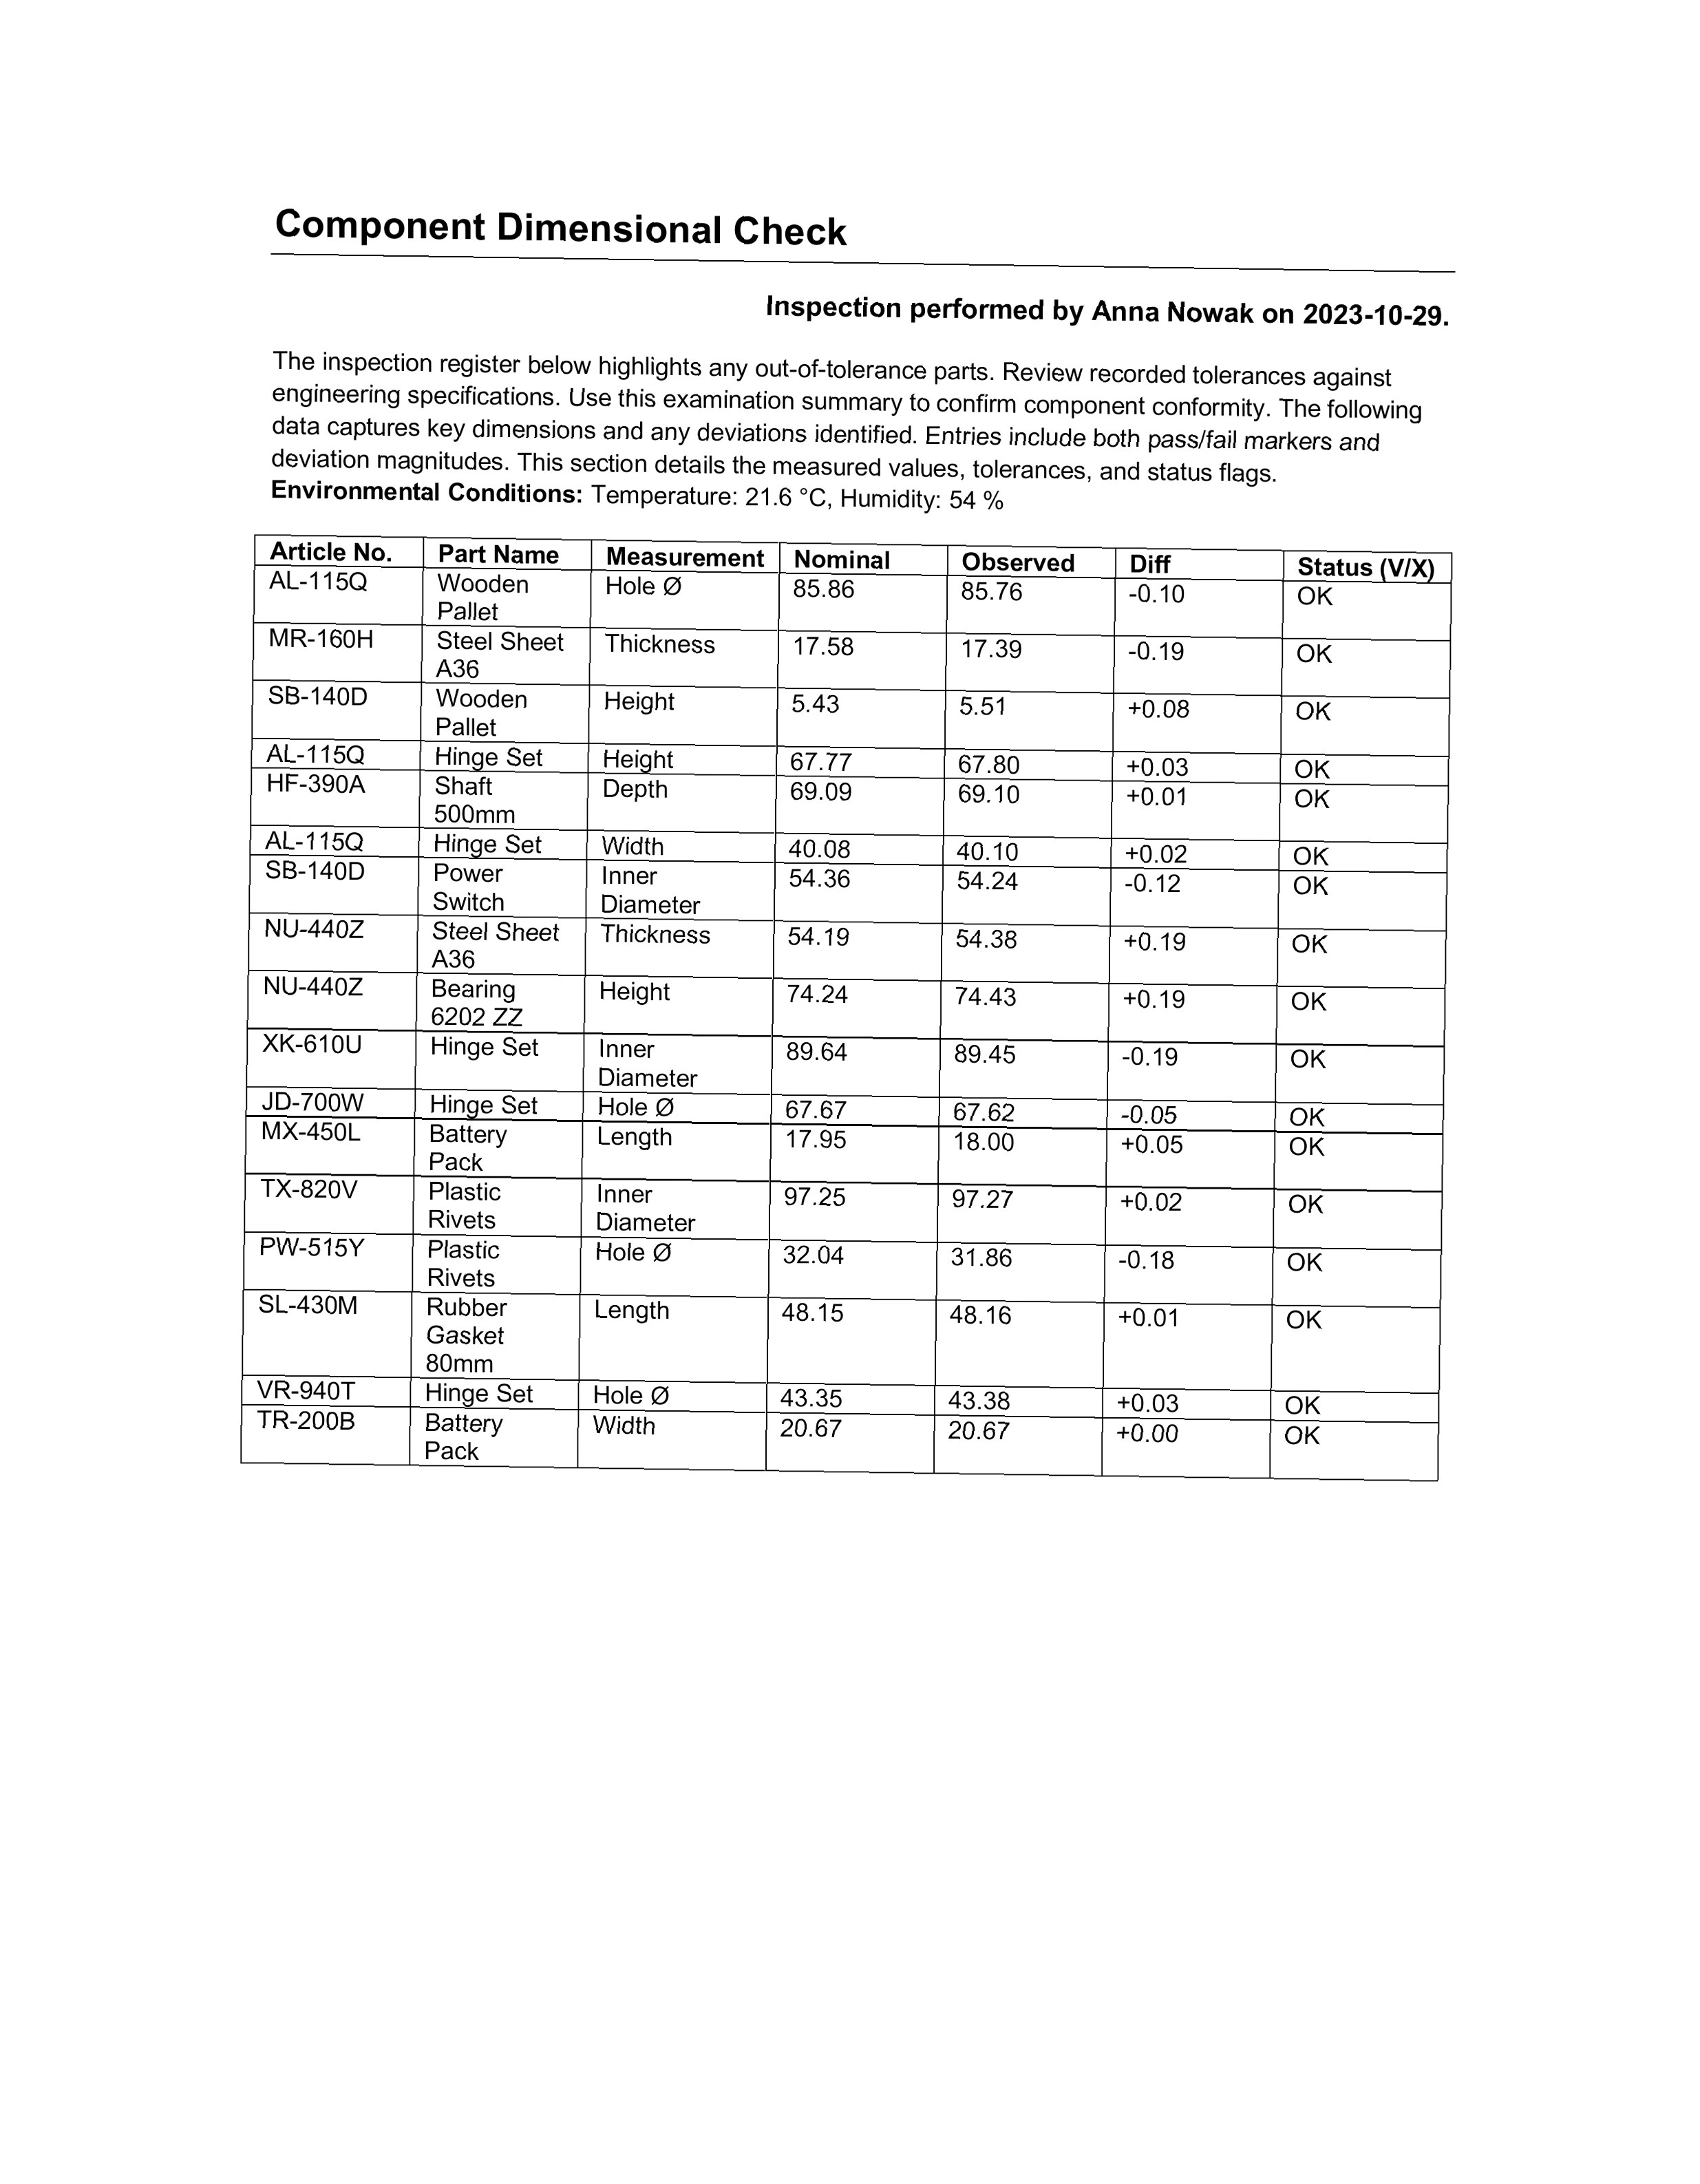 Component Dimensional Check
Inspection performed by Anna Nowak on 2023-10-29.
The inspection register below highlights any out-of-tolerance parts. Review recorded tolerances against
engineering specifications. Use this examination summary to confirm component conformity. The following
data captures key dimensions and any deviations identified. Entries include both pass/fail markers and
deviation magnitudes. This section details the measured values, tolerances, and status flags.
Environmental Conditions: Temperature: 21.6 °C, Humidity: 54 %
Article No. Part Name Measurement Nominal Observed Diff Status (V/X)
AL-115Q Wooden Pallet Hole Ø 85.86 85.76 -0.10 OK
MR-160H Steel Sheet A36 Thickness 17.58 17.39 -0.19 OK
SB-140D Wooden Pallet Height 5.43 5.51 +0.08 OK
AL-115Q Hinge Set Height 67.77 67.80 +0.03 OK
HF-390A Shaft 500mm Depth 69.09 69.10 +0.01 OK
AL-115Q Hinge Set Width 40.08 40.10 +0.02 OK
SB-140D Power Switch Inner Diameter 54.36 54.24 -0.12 OK
NU-440Z Steel Sheet A36 Thickness 54.19 54.38 +0.19 OK
NU-440Z Bearing 6202 ZZ Height 74.24 74.43 +0.19 OK
XK-610U Hinge Set Inner Diameter 89.64 89.45 -0.19 OK
JD-700W Hinge Set Hole Ø 67.67 67.62 -0.05 OK
MX-450L Battery Pack Length 17.95 18.00 +0.05 OK
TX-820V Plastic Rivets Inner Diameter 97.25 97.27 +0.02 OK
PW-515Y Plastic Rivets Hole Ø 32.04 31.86 -0.18 OK
SL-430M Rubber Gasket 80mm Length 48.15 48.16 +0.01 OK
VR-940T Hinge Set Hole Ø 43.35 43.38 +0.03 OK
TR-200B Battery Pack Width 20.67 20.67 +0.00 OK